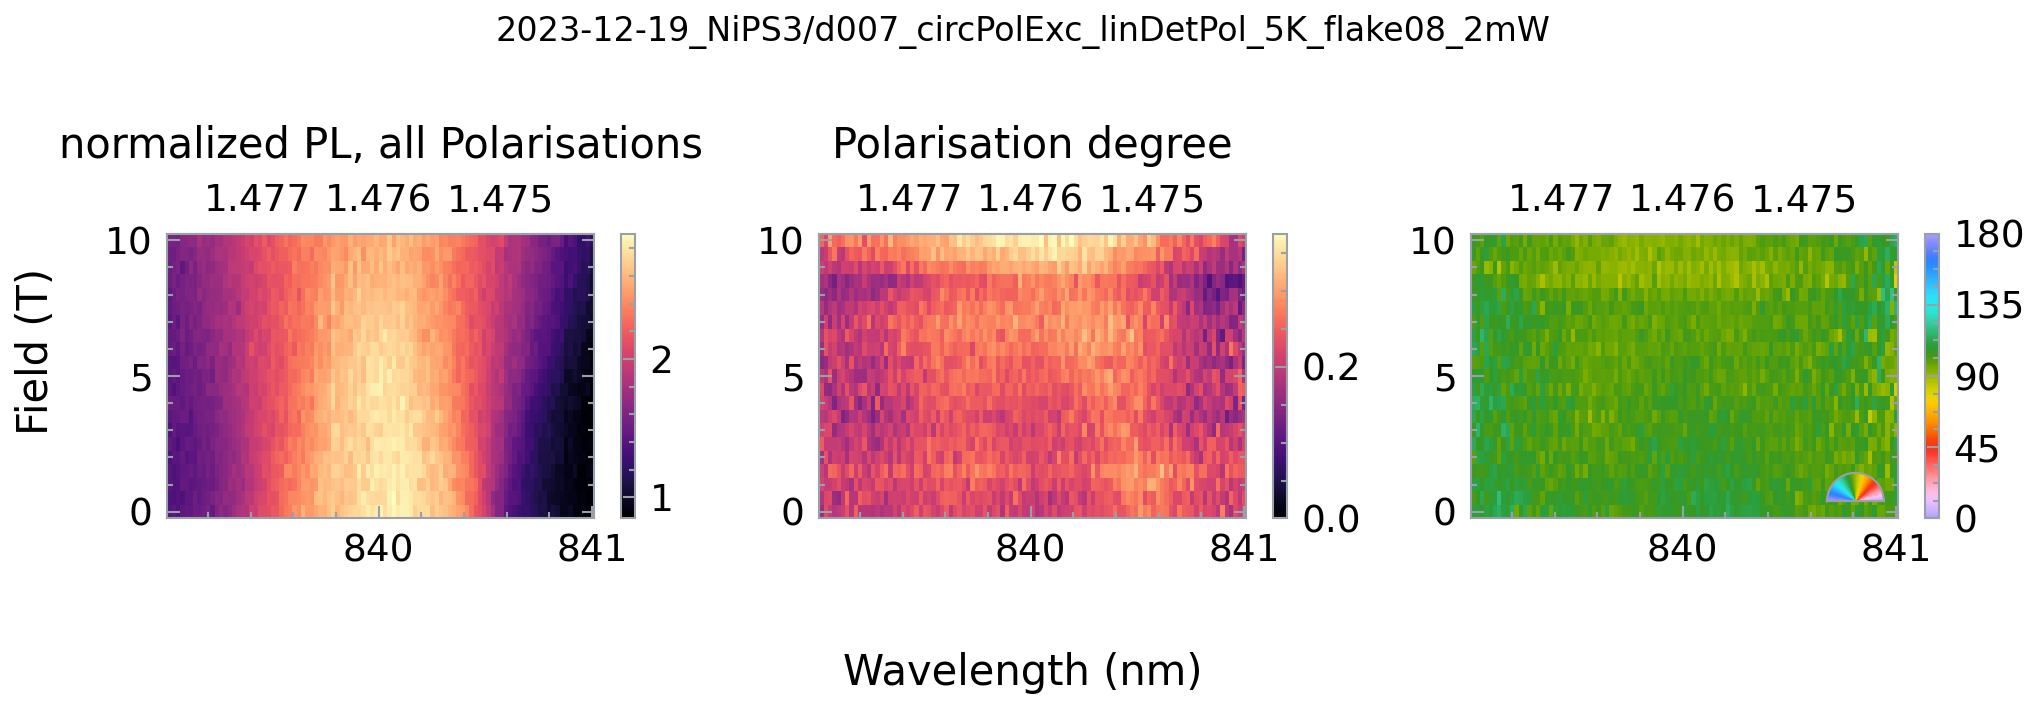 2023-12-19_NiPS3/d007_circPolExc_linDetPol_5K_flake08_2mW
normalized PL, all Polarisations
Polarisation degree
1.477 1.476 1.475
1.477 1.476 1.475
1.477 1.476 1.475
Field (T)
10
5
0
840 841
2
1
10
5
0
840 841
0.2
0.0
10
5
0
840 841
180
135
90
45
0
Wavelength (nm)